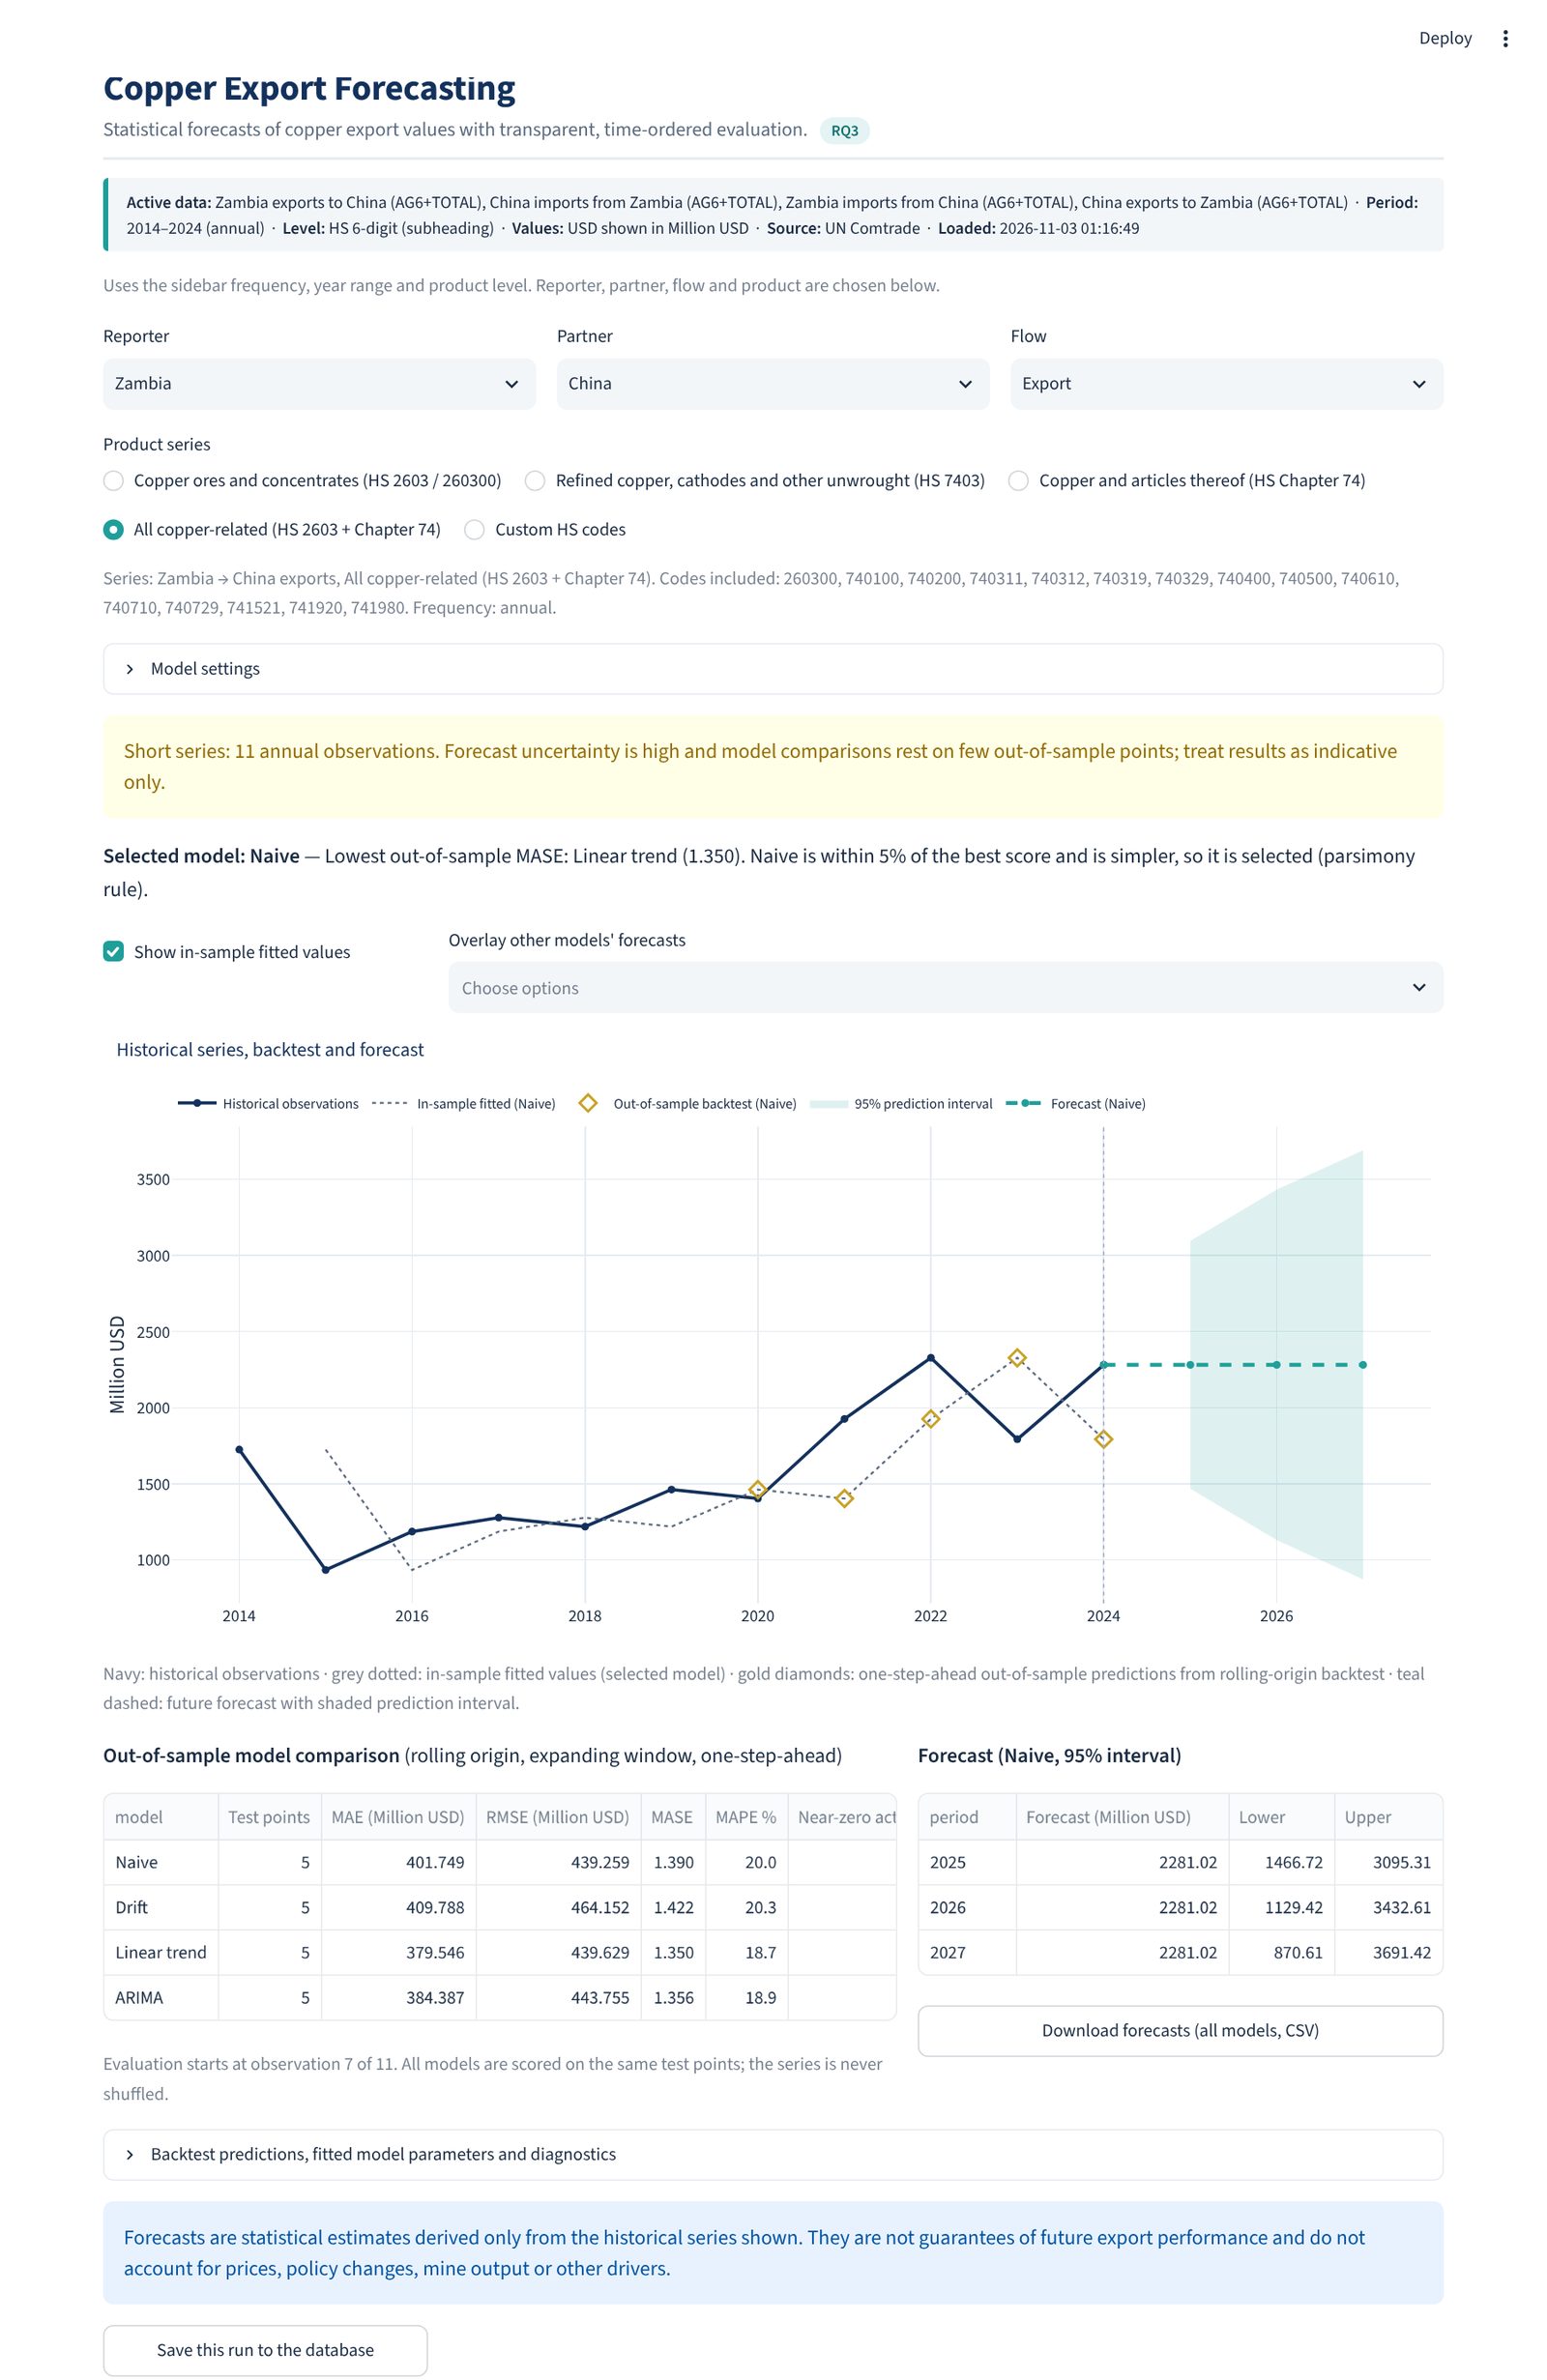 Deploy
Copper Export Forecasting
Statistical forecasts of copper export values with transparent, time-ordered evaluation. RQ3
Active data: Zambia exports to China (AG6+TOTAL), China imports from Zambia (AG6+TOTAL), Zambia imports from China (AG6+TOTAL), China exports to Zambia (AG6+TOTAL) · Period:
2014–2024 (annual) · Level: HS 6-digit (subheading) · Values: USD shown in Million USD · Source: UN Comtrade · Loaded: 2026-11-03 01:16:49
Uses the sidebar frequency, year range and product level. Reporter, partner, flow and product are chosen below.
Reporter Partner Flow
Zambia China Export
Product series
Copper ores and concentrates (HS 2603 / 260300) Refined copper, cathodes and other unwrought (HS 7403) Copper and articles thereof (HS Chapter 74)
All copper-related (HS 2603 + Chapter 74) Custom HS codes
Series: Zambia → China exports, All copper-related (HS 2603 + Chapter 74). Codes included: 260300, 740100, 740200, 740311, 740312, 740319, 740329, 740400, 740500, 740610,
740710, 740729, 741521, 741920, 741980. Frequency: annual.
Model settings
Short series: 11 annual observations. Forecast uncertainty is high and model comparisons rest on few out-of-sample points; treat results as indicative
only.
Selected model: Naive — Lowest out-of-sample MASE: Linear trend (1.350). Naive is within 5% of the best score and is simpler, so it is selected (parsimony
rule).
Show in-sample fitted values
Overlay other models' forecasts
Choose options
Historical series, backtest and forecast
Historical observations In-sample fitted (Naive) Out-of-sample backtest (Naive) 95% prediction interval Forecast (Naive)
Million USD
3500
3000
2500
2000
1500
1000
2014 2016 2018 2020 2022 2024 2026
Navy: historical observations · grey dotted: in-sample fitted values (selected model) · gold diamonds: one-step-ahead out-of-sample predictions from rolling-origin backtest · teal
dashed: future forecast with shaded prediction interval.
Out-of-sample model comparison (rolling origin, expanding window, one-step-ahead)
model Test points MAE (Million USD) RMSE (Million USD) MASE MAPE % Near-zero act
Naive 5 401.749 439.259 1.390 20.0
Drift 5 409.788 464.152 1.422 20.3
Linear trend 5 379.546 439.629 1.350 18.7
ARIMA 5 384.387 443.755 1.356 18.9
Evaluation starts at observation 7 of 11. All models are scored on the same test points; the series is never
shuffled.
Forecast (Naive, 95% interval)
period Forecast (Million USD) Lower Upper
2025 2281.02 1466.72 3095.31
2026 2281.02 1129.42 3432.61
2027 2281.02 870.61 3691.42
Download forecasts (all models, CSV)
Backtest predictions, fitted model parameters and diagnostics
Forecasts are statistical estimates derived only from the historical series shown. They are not guarantees of future export performance and do not
account for prices, policy changes, mine output or other drivers.
Save this run to the database